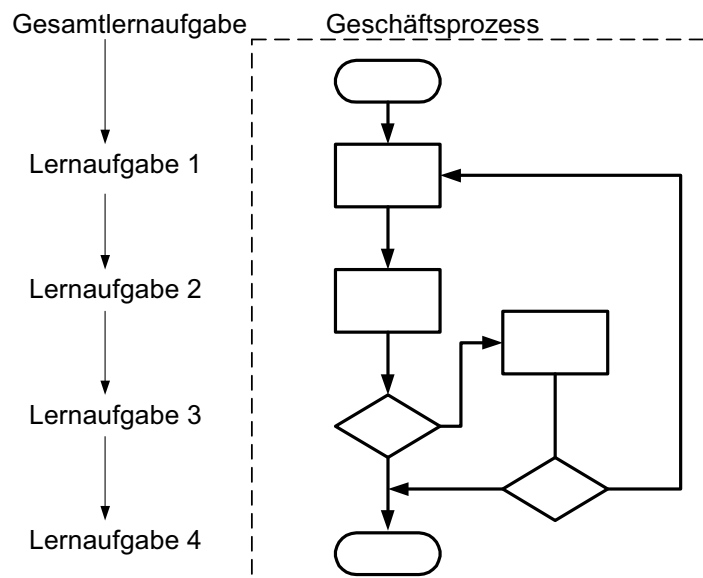 Gesamtlernaufgabe
Geschäftsprozess
Lernaufgabe 1
Lernaufgabe 2
Lernaufgabe 3
Lernaufgabe 4